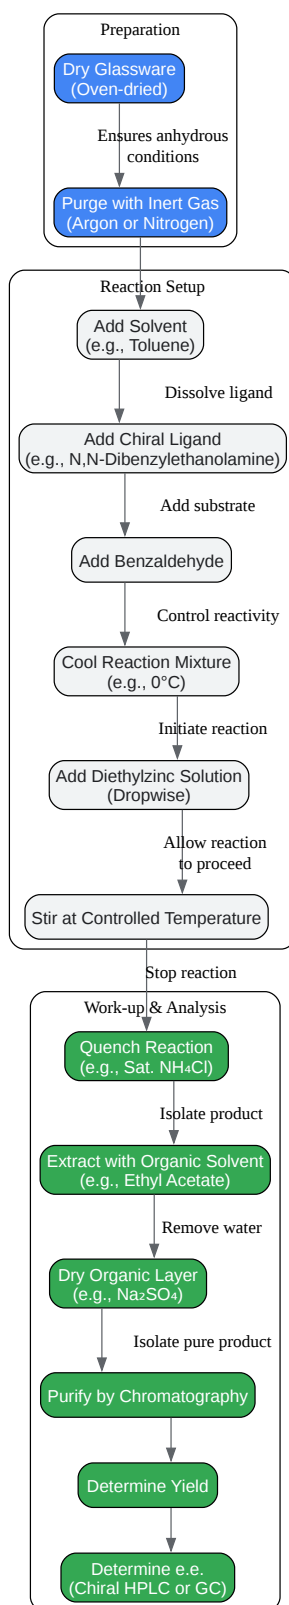 Preparation
Dry Glassware
(Oven-dried)
Ensures anhydrous
conditions
Purge with Inert Gas
(Argon or Nitrogen)
Reaction Setup
Add Solvent
(e.g., Toluene)
Dissolve ligand
Add Chiral Ligand
(e.g., N,N-Dibenzylethanolamine)
Add substrate
Add Benzaldehyde
Control reactivity
Cool Reaction Mixture
(e.g., 0°C)
Initiate reaction
Add Diethylzinc Solution
(Dropwise)
Allow reaction
to proceed
Stir at Controlled Temperature
Stop reaction
Work-up & Analysis
Quench Reaction
(e.g., Sat. NH₄Cl)
Isolate product
Extract with Organic Solvent
(e.g., Ethyl Acetate)
Remove water
Dry Organic Layer
(e.g., Na₂SO₄)
Isolate pure product
Purify by Chromatography
Determine Yield
Determine e.e.
(Chiral HPLC or GC)